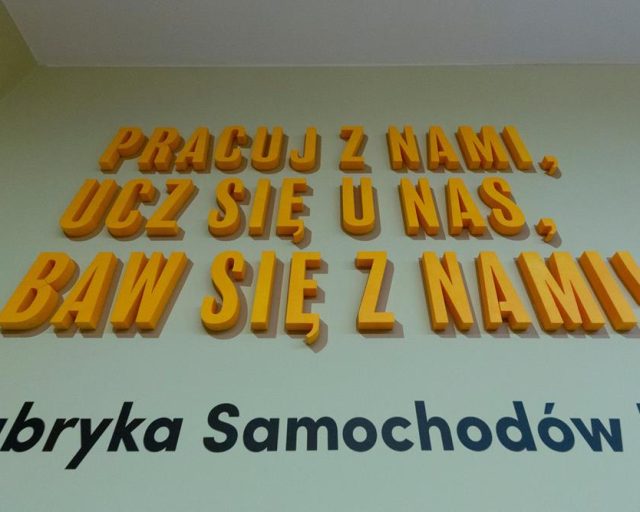 PRACUJ Z NAMI,
UCZ SIĘ U NAS,
BAW SIĘ Z NAMI!
abryka Samochodów